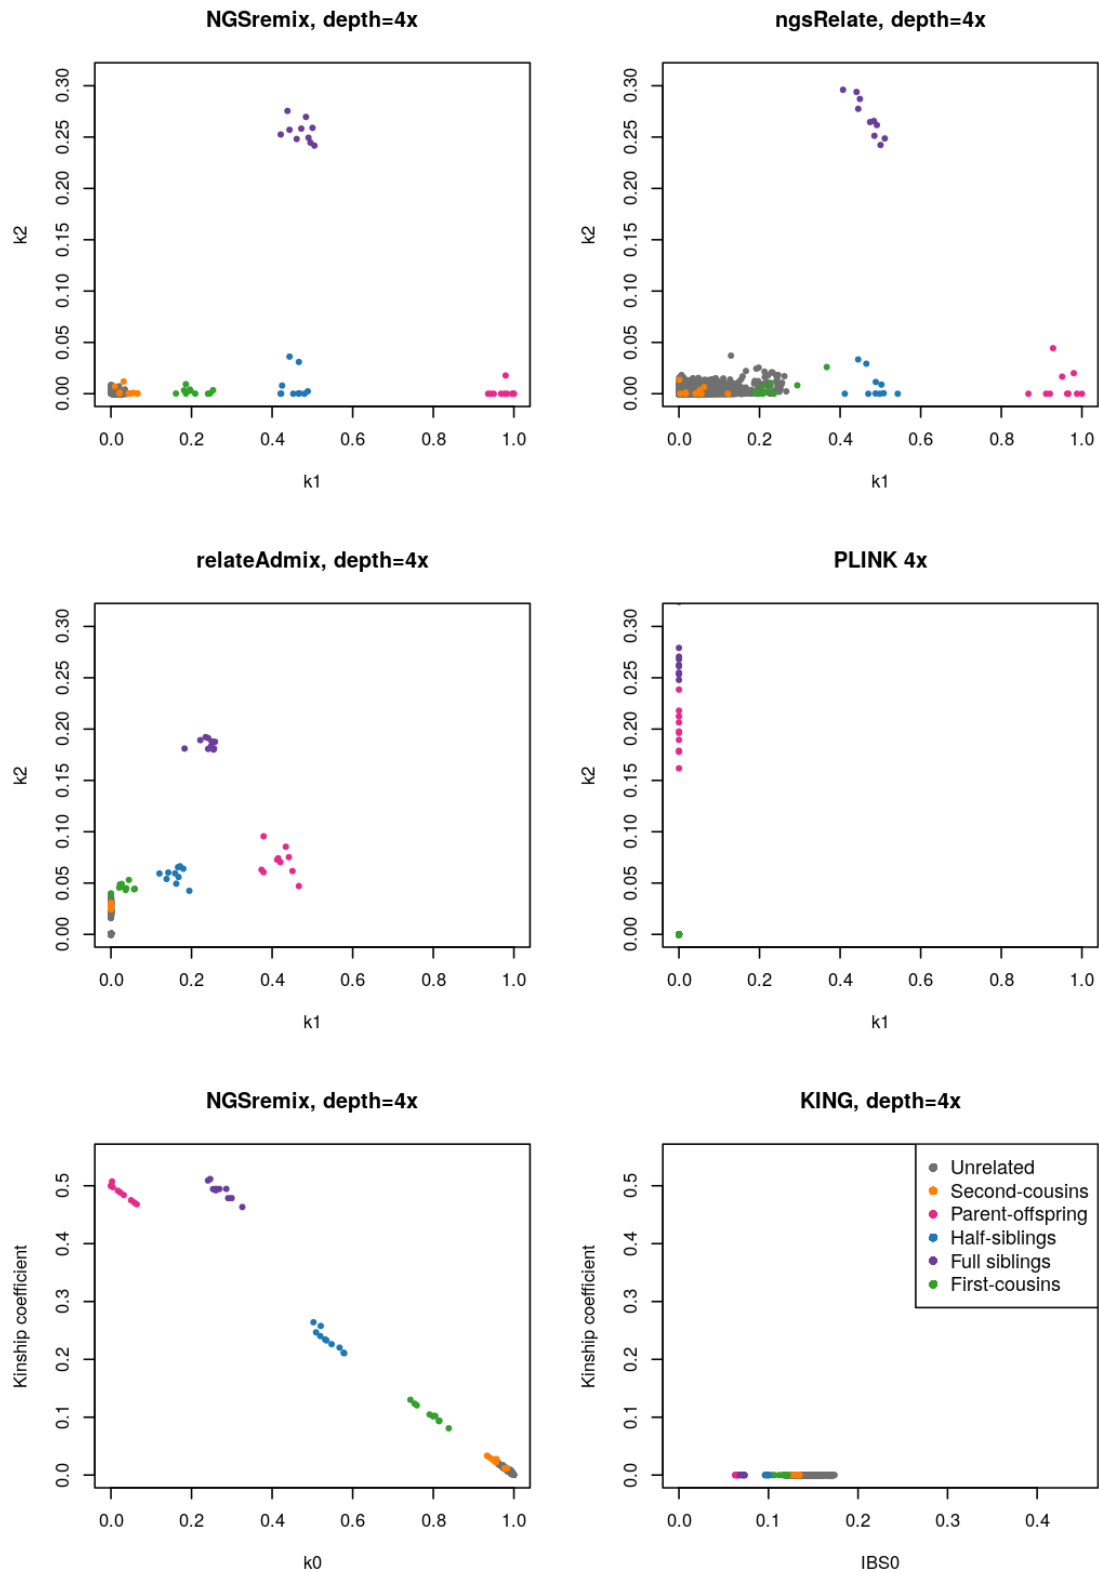 NGSremix, depth=4x
k2
0.00 0.05 0.10 0.15 0.20 0.25 0.30
0.0 0.2 0.4 0.6 0.8 1.0
k1
ngsRelate, depth=4x
k2
0.00 0.05 0.10 0.15 0.20 0.25 0.30
0.0 0.2 0.4 0.6 0.8 1.0
k1
relateAdmix, depth=4x
k2
0.00 0.05 0.10 0.15 0.20 0.25 0.30
0.0 0.2 0.4 0.6 0.8 1.0
k1
PLINK 4x
k2
0.00 0.05 0.10 0.15 0.20 0.25 0.30
0.0 0.2 0.4 0.6 0.8 1.0
k1
NGSremix, depth=4x
Kinship coefficient
0.0 0.1 0.2 0.3 0.4 0.5
0.0 0.2 0.4 0.6 0.8 1.0
k0
KING, depth=4x
Kinship coefficient
0.0 0.1 0.2 0.3 0.4 0.5
Unrelated
Second-cousins
Parent-offspring
Half-siblings
Full siblings
First-cousins
0.0 0.1 0.2 0.3 0.4
IBS0